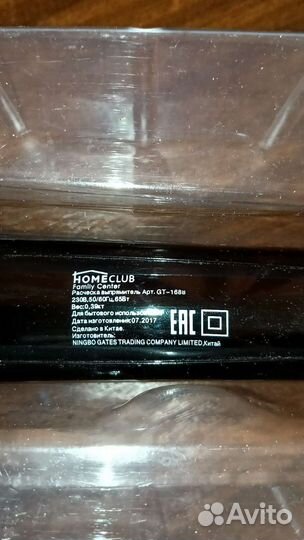 HOMECLUB
Family Center
Расческа выпрямитель Арт. GT-168B
230В,50/60Гц,65Вт
Вес:0,39кг
Для бытового использования
Дата изготовления:07.2017
Сделано в Китае.
Изготовитель:
NINGBO GATES TRADING COMPANY LIMITED,Китай
EAC
Avito